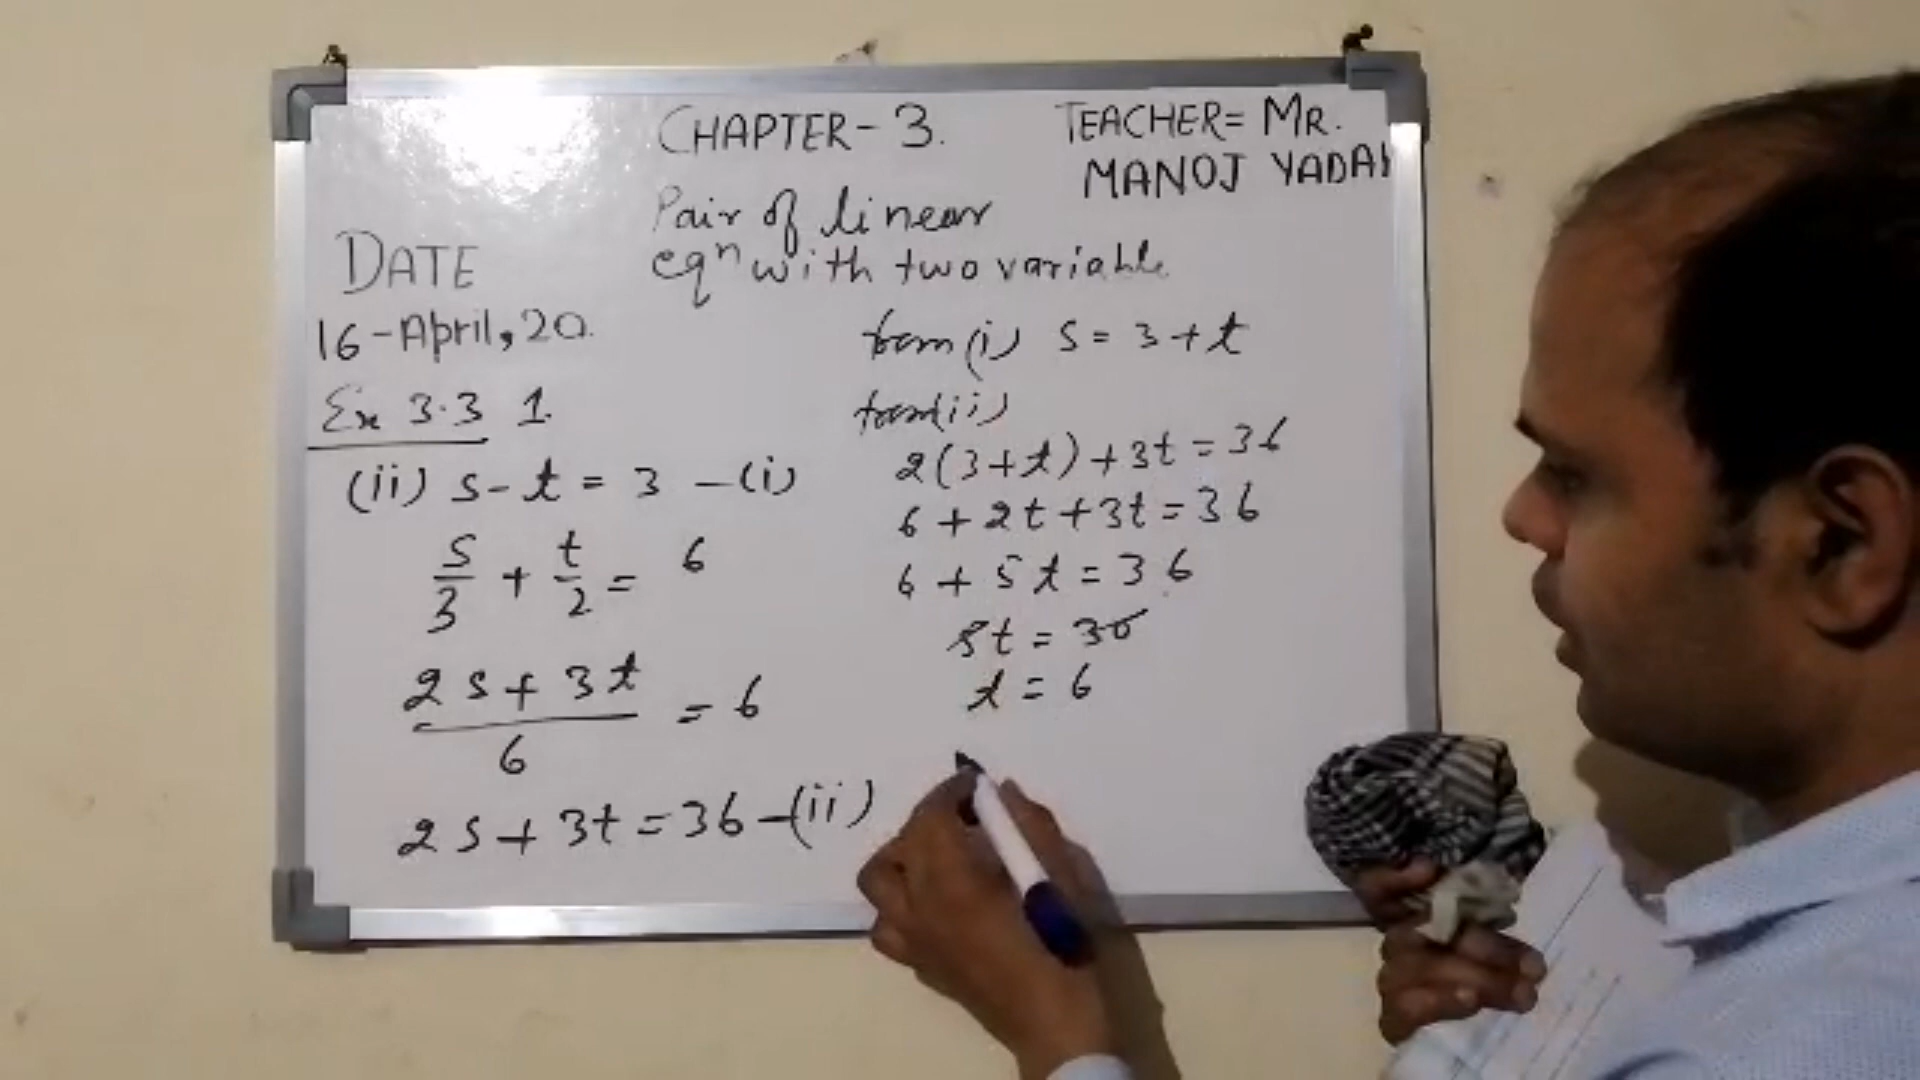 CHAPTER-3.
TEACHER= MR.
MANOJ YADAV
Pair of linear
eqⁿ with two variable
DATE
16-April, 20.
Ex 3.3 1.
(ii) s - t = 3 -(i)
s/3 + t/2 = 6
2s + 3t / 6 = 6
2s + 3t = 36 -(ii)
from (i) s = 3 + t
from (ii)
2(3+t) + 3t = 36
6 + 2t + 3t = 36
6 + 5t = 36
5t = 30
t = 6